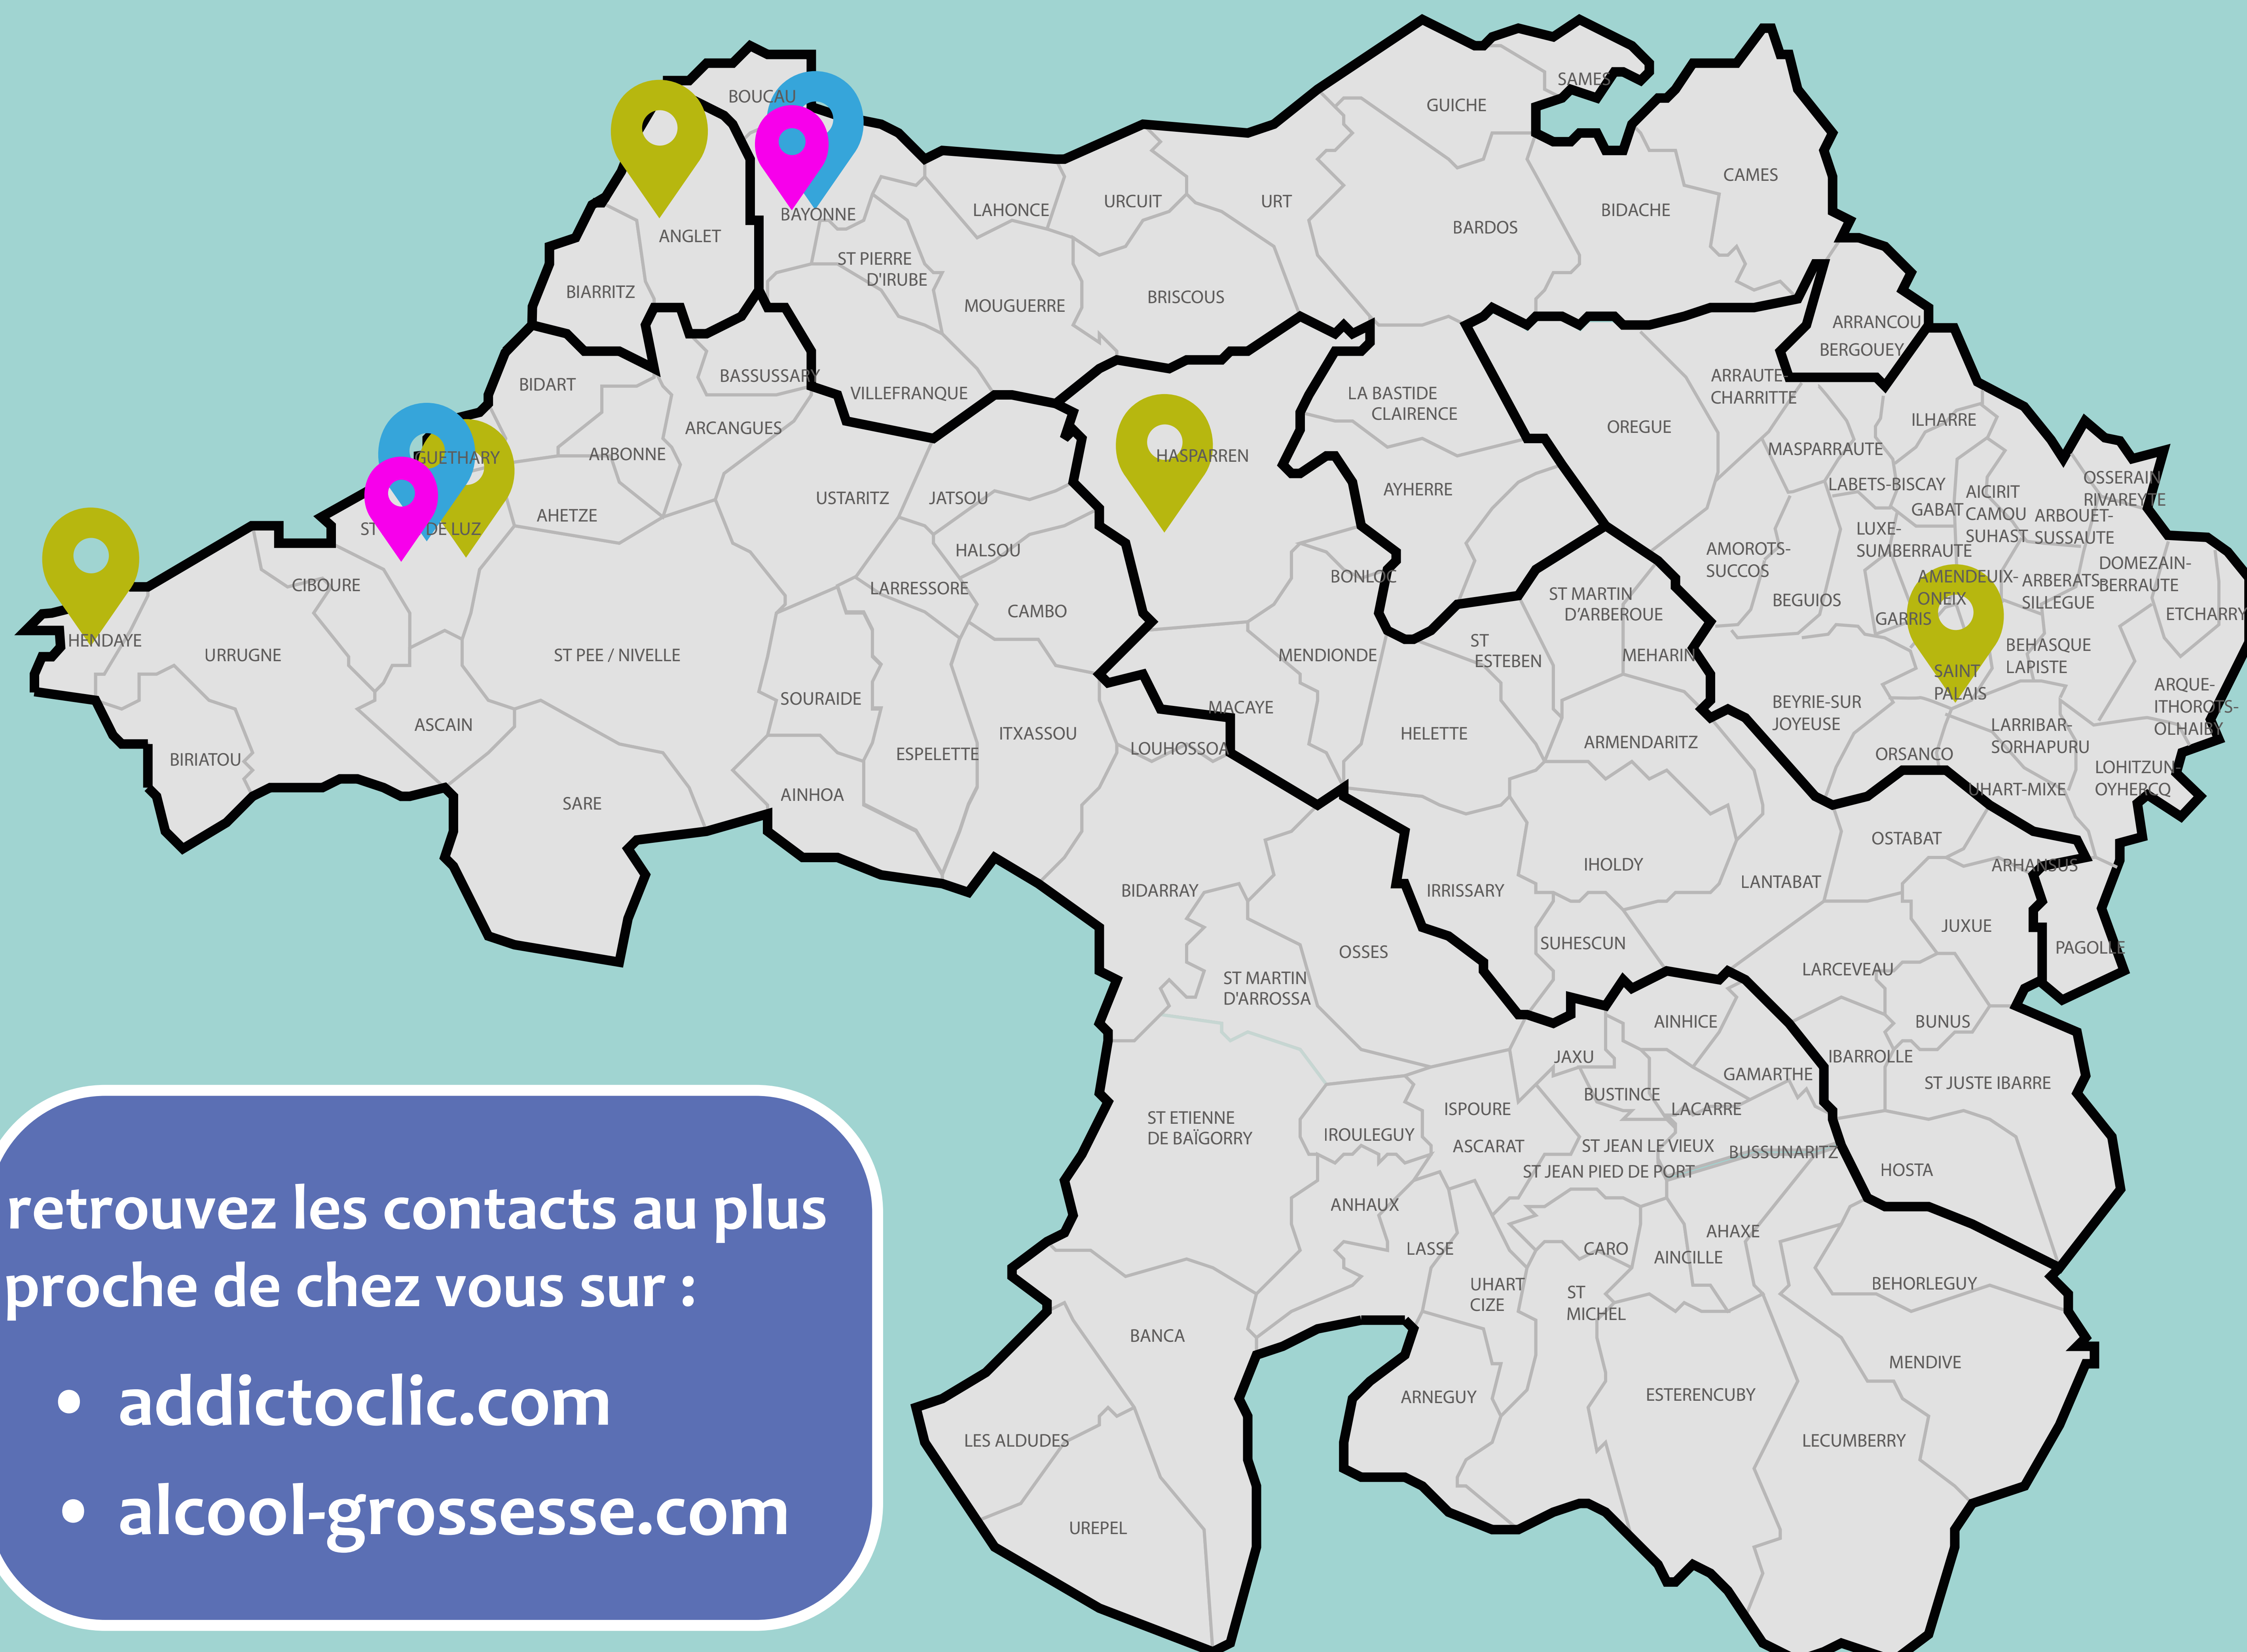 SAMES
BOUCAU
GUICHE
CAMES
LAHONCE
URCUIT
URT
BIDACHE
BAYONNE
BARDOS
ANGLET
ST PIERRE
D'IRUBE
BIARRITZ
MOUGUERRE
BRISCOUS
ARRANCOU
BERGOUEY
BIDART
BASSUSSARY
VILLEFRANQUE
LA BASTIDE
CLAIRENCE
ARRAUTE-
CHARRITTE
ILHARRE
OREGUE
ARCANGUES
GUETHARY
ARBONNE
HASPARREN
MASPARRAUTE
OSSERAIN
RIVAREYTE
LABETS-BISCAY
AYHERRE
USTARITZ
JATSOU
AICIRIT
CAMOU
SUHAST
GABAT
ARBOUET-
SUSSAUTE
AHETZE
ST
DE LUZ
LUXE-
SUMBERRAUTE
HALSOU
AMOROTS-
SUCCOS
DOMEZAIN-
BERRAUTE
CIBOURE
LARRESSORE
BONLOC
AMENDEUIX-
ONEIX
ARBERATS-
SILLEGUE
ST MARTIN
D’ARBEROUE
BEGUIOS
CAMBO
GARRIS
ETCHARRY
HENDAYE
URRUGNE
ST PEE / NIVELLE
MENDIONDE
ST
ESTEBEN
MEHARIN
BEHASQUE
LAPISTE
SAINT
PALAIS
ARQUE-
ITHOROTS-
OLHAIBY
SOURAIDE
MACAYE
BEYRIE-SUR
JOYEUSE
ASCAIN
ITXASSOU
HELETTE
ARMENDARITZ
LARRIBAR-
SORHAPURU
BIRIATOU
ESPELETTE
LOUHOSSOA
ORSANCO
LOHITZUN-
OYHERCQ
UHART-MIXE
SARE
AINHOA
OSTABAT
IHOLDY
ARHANSUS
BIDARRAY
IRRISSARY
LANTABAT
JUXUE
OSSES
SUHESCUN
PAGOLLE
LARCEVEAU
ST MARTIN
D'ARROSSA
AINHICE
BUNUS
JAXU
IBARROLLE
GAMARTHE
ST JUSTE IBARRE
BUSTINCE
ISPOURE
LACARRE
ST ETIENNE
DE BAÏGORRY
IROULEGUY
ASCARAT
ST JEAN LE VIEUX
BUSSUNARITZ
ST JEAN PIED DE PORT
HOSTA
ANHAUX
AHAXE
LASSE
CARO
AINCILLE
UHART
CIZE
ST
MICHEL
BEHORLEGUY
BANCA
MENDIVE
ARNEGUY
ESTERENCUBY
LES ALDUDES
LECUMBERRY
UREPEL
retrouvez les contacts au plus
proche de chez vous sur :
• addictoclic.com
• alcool-grossesse.com